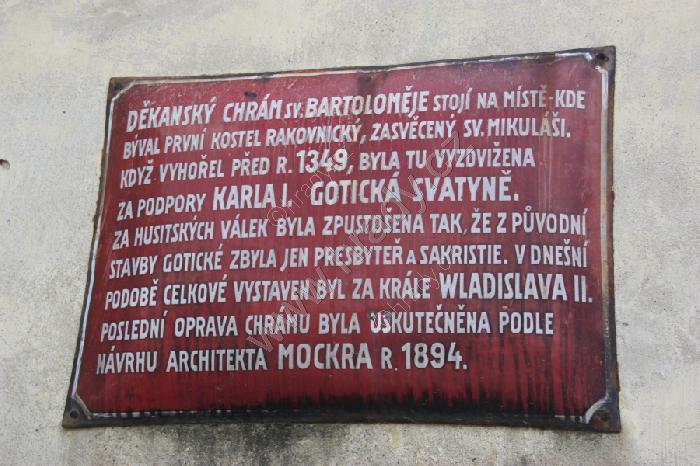 DĚKANSKÝ CHRÁM SV. BARTOLOMĚJE STOJÍ NA MÍSTĚ-KDE
BÝVAL PRVNÍ KOSTEL RAKOVNICKÝ, ZASVĚCENÝ SV. MIKULÁŠI.
KDYŽ VYHOŘEL PŘED R. 1349, BYLA TU VYZDVIŽENA
ZA PODPORY KARLA I. GOTICKÁ SVATYNĚ.
ZA HUSITSKÝCH VÁLEK BYLA ZPUSTOŠENA TAK, ŽE Z PŮVODNÍ
STAVBY GOTICKÉ ZBYLA JEN PRESBYTEŘ A SAKRISTIE. V DNEŠNÍ
PODOBĚ CELKOVÉ VYSTAVEN BYL ZA KRÁLE WLADISLAVA II.
POSLEDNÍ OPRAVA CHRÁMU BYLA USKUTEČNĚNA PODLE
NÁVRHU ARCHITEKTA MOCKRA R. 1894.